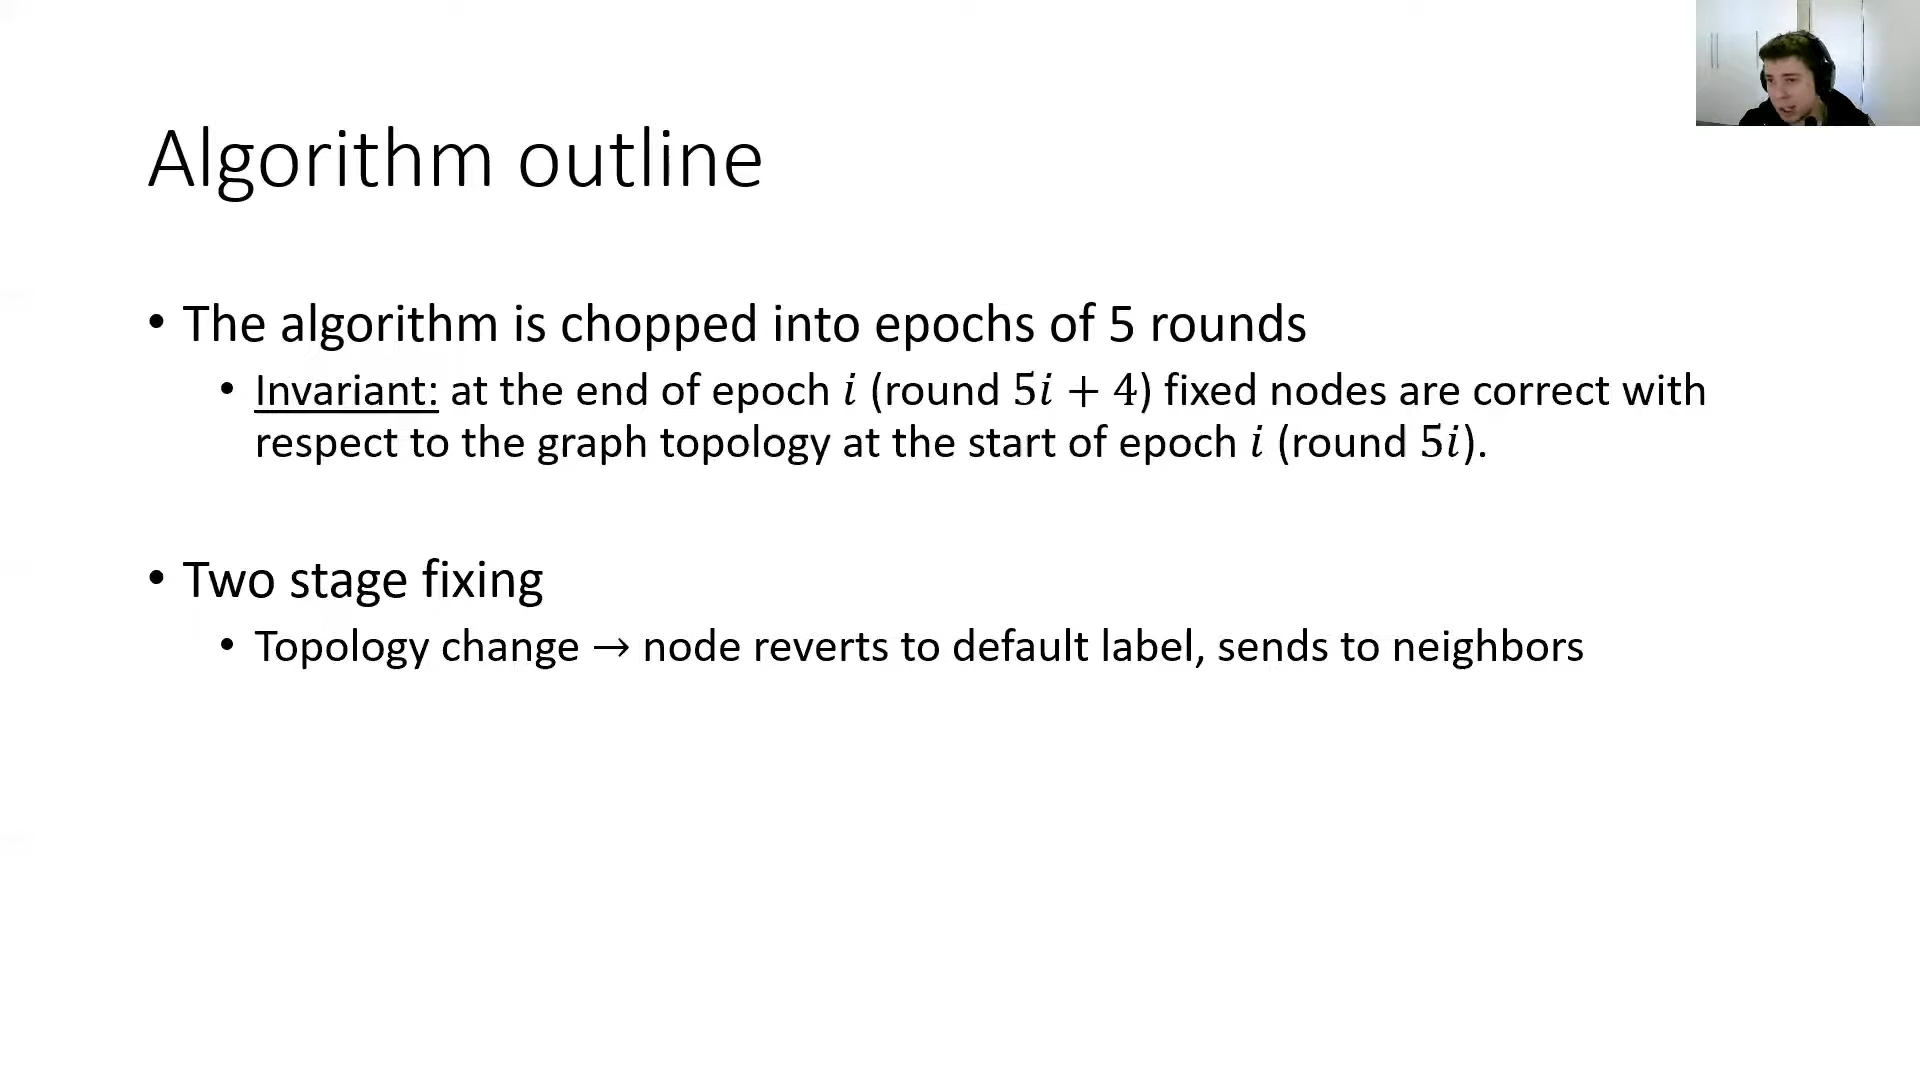 Algorithm outline
• The algorithm is chopped into epochs of 5 rounds
• Invariant: at the end of epoch 𝑖 (round 5𝑖 + 4) fixed nodes are correct with
respect to the graph topology at the start of epoch 𝑖 (round 5𝑖).
• Two stage fixing
• Topology change → node reverts to default label, sends to neighbors